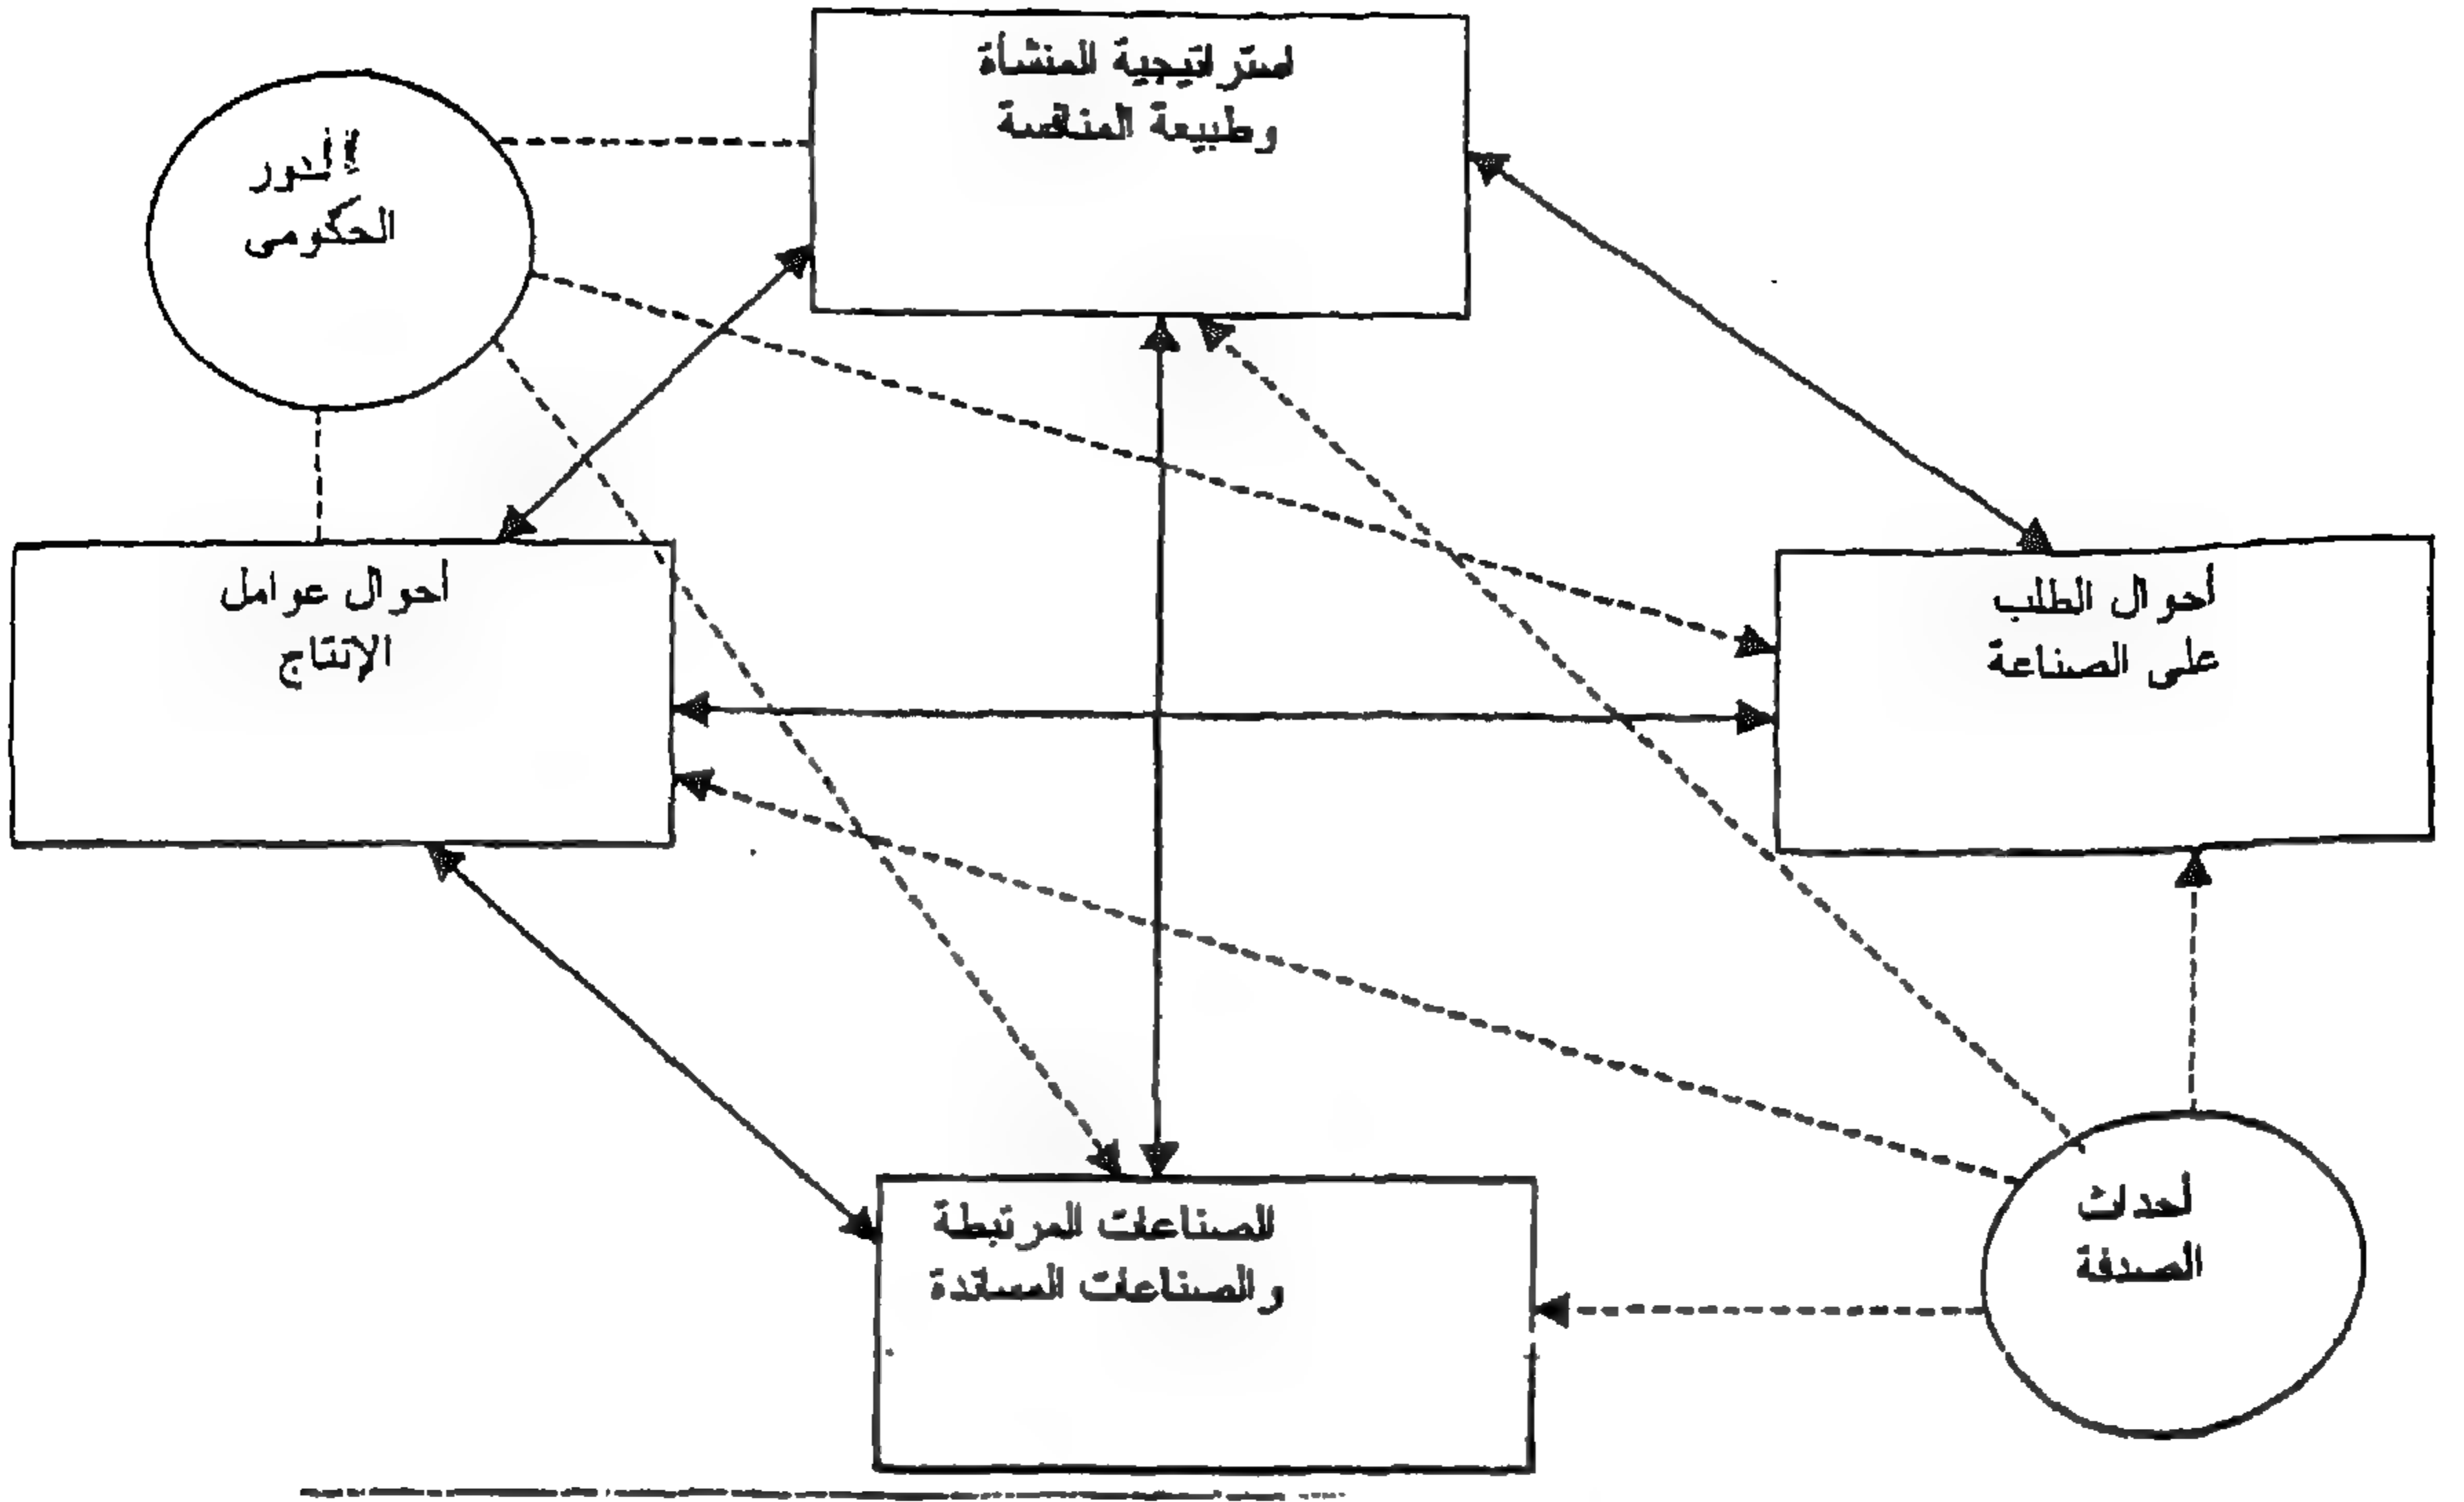 استراتيجية المنشأة
وطبيعة المنافسة
الدور
الحكومى
أحوال عوامل
الإنتاج
أحوال الطلب
على الصناعة
الصناعات المرتبطة
والصناعات المساندة
أحداث
الصدفة